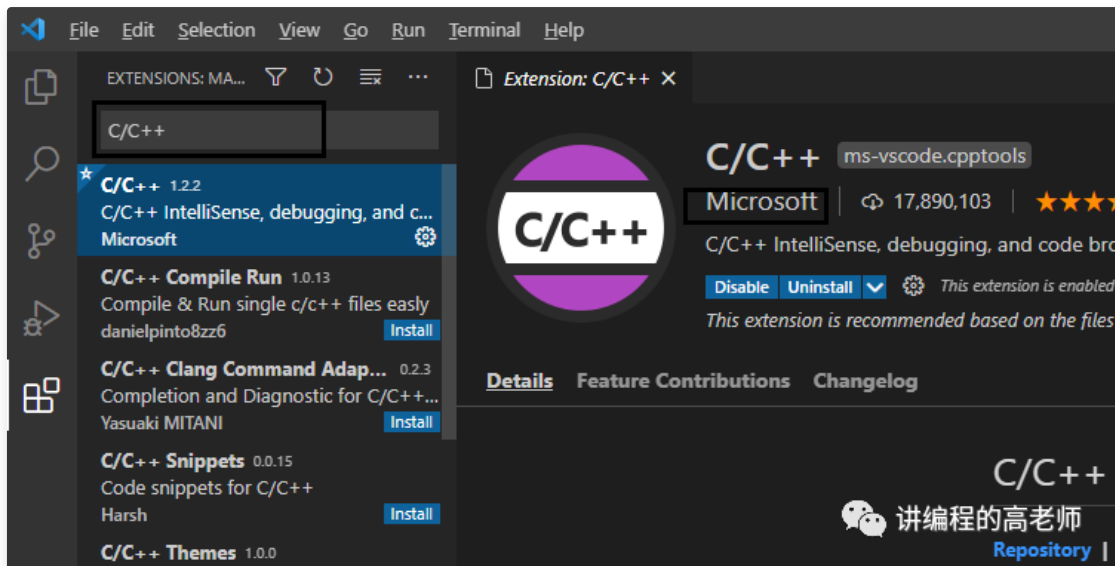 File Edit Selection View Go Run Terminal Help
EXTENSIONS: MA... ···
C/C++
C/C++ 1.2.2
C/C++ IntelliSense, debugging, and c...
Microsoft
C/C++ Compile Run 1.0.13
Compile & Run single c/c++ files easly
danielpinto8zz6 Install
C/C++ Clang Command Adap... 0.2.3
Completion and Diagnostic for C/C++...
Yasuaki MITANI Install
C/C++ Snippets 0.0.15
Code snippets for C/C++
Harsh Install
C/C++ Themes 1.0.0
Extension: C/C++
C/C++
C/C++ ms-vscode.cpptools
Microsoft 17,890,103
C/C++ IntelliSense, debugging, and code bro
Disable Uninstall This extension is enabled
This extension is recommended based on the files
Details Feature Contributions Changelog
C/C++
讲编程的高老师
Repository |